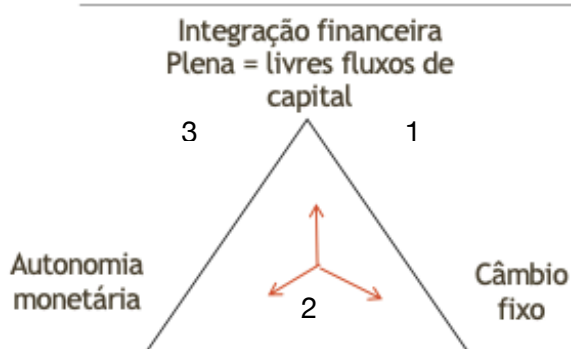 Integração financeira
Plena = livres fluxos de
capital
3
1
Autonomia
monetária
Câmbio
fixo
2